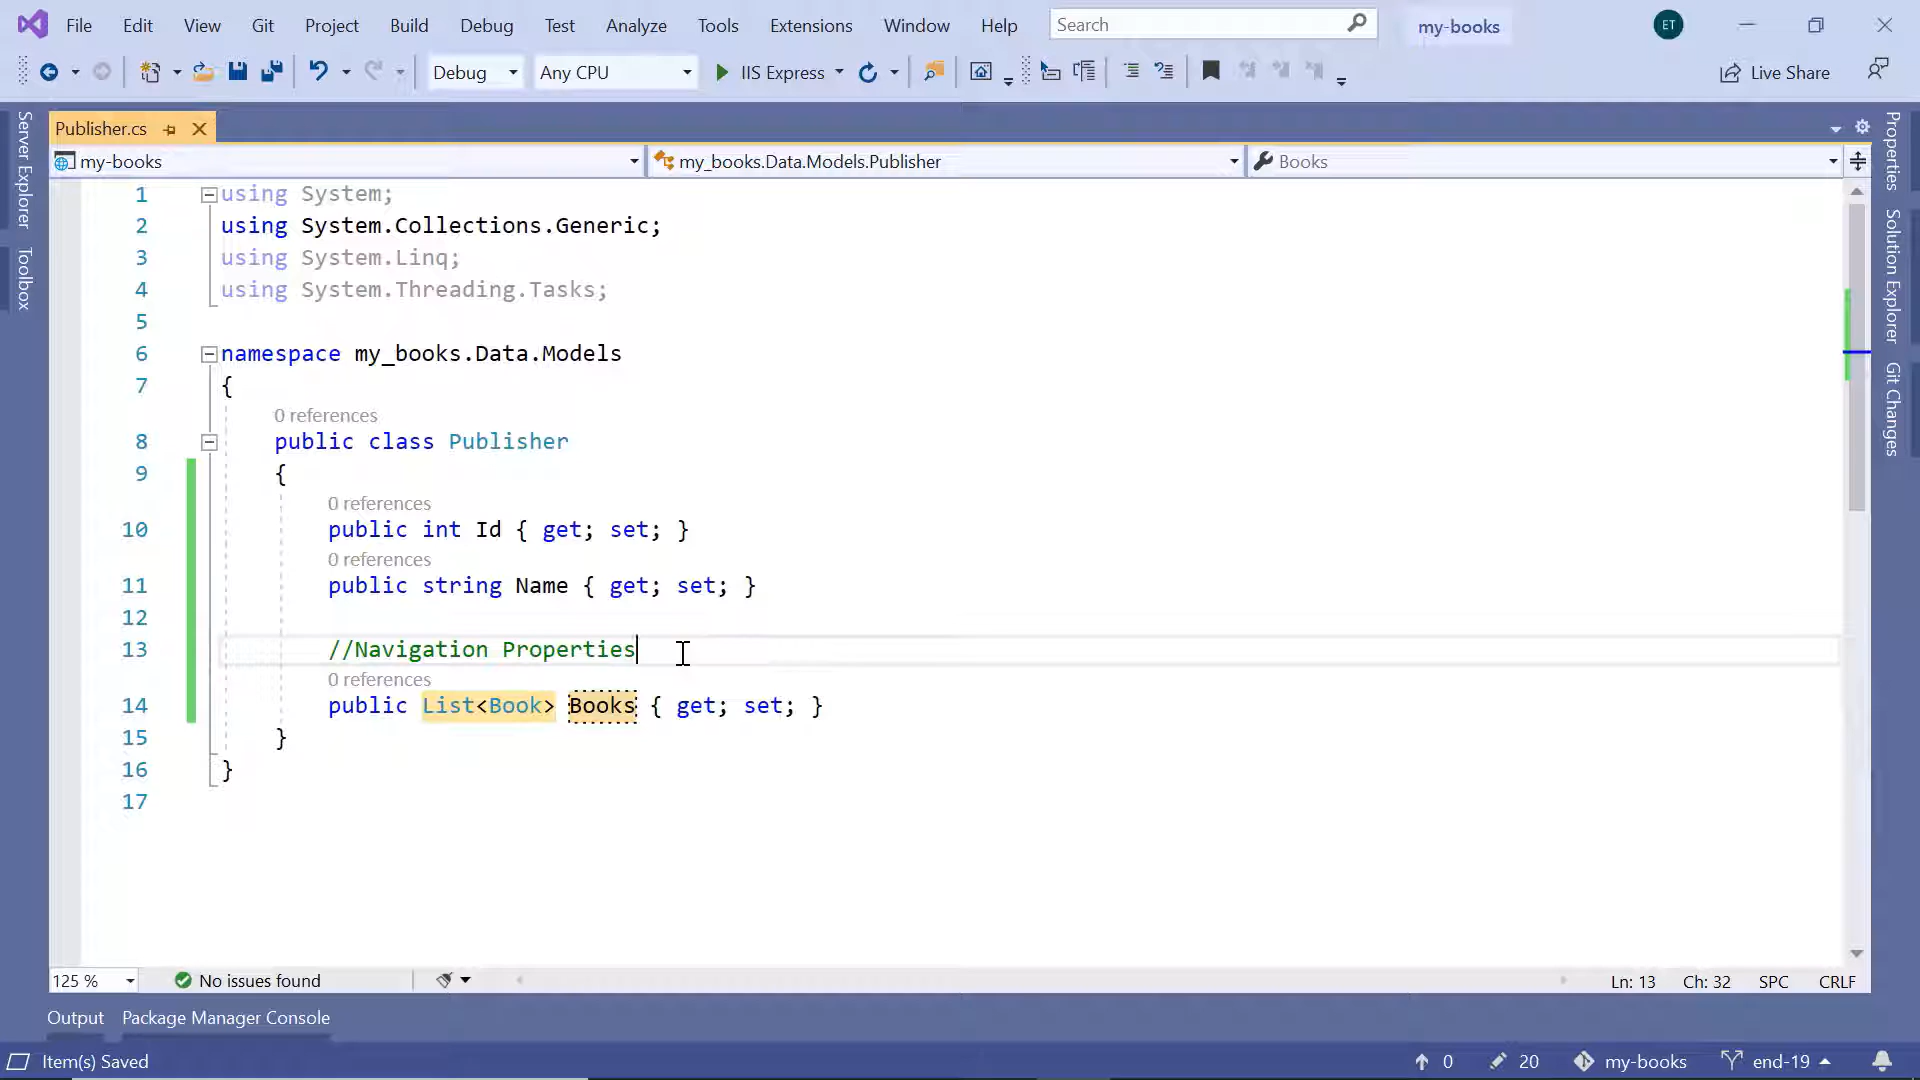 File Edit View Git Project Build Debug Test Analyze Tools Extensions Window Help Search my-books ET
Debug Any CPU IIS Express Live Share
Server Explorer
Toolbox
Publisher.cs
my-books my_books.Data.Models.Publisher Books
1 using System;
2 using System.Collections.Generic;
3 using System.Linq;
4 using System.Threading.Tasks;
5
6 namespace my_books.Data.Models
7 {
0 references
8 public class Publisher
9 {
0 references
10 public int Id { get; set; }
0 references
11 public string Name { get; set; }
12
13 //Navigation Properties
0 references
14 public List<Book> Books { get; set; }
15 }
16 }
17
Properties
Solution Explorer
Git Changes
125 % No issues found Ln: 13 Ch: 32 SPC CRLF
Output Package Manager Console
Item(s) Saved 0 20 my-books end-19